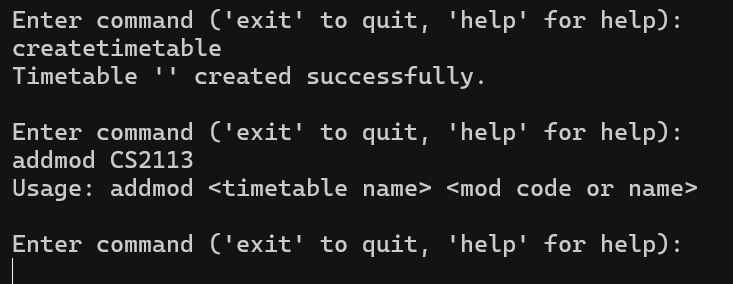 Enter command ('exit' to quit, 'help' for help):
createtimetable
Timetable '' created successfully.
Enter command ('exit' to quit, 'help' for help):
addmod CS2113
Usage: addmod <timetable name> <mod code or name>
Enter command ('exit' to quit, 'help' for help):